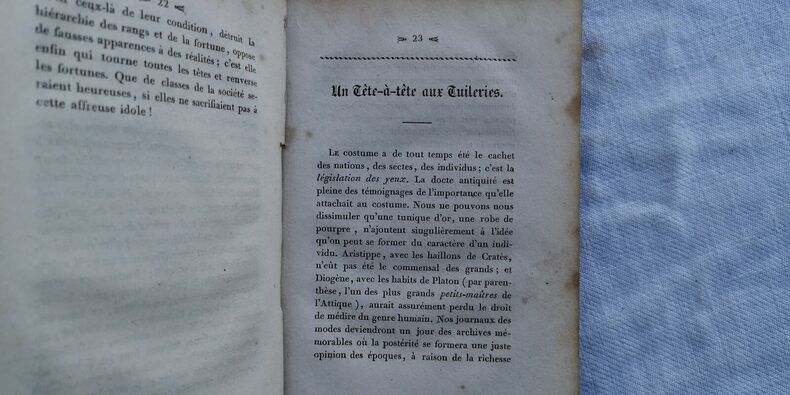 22
ceux-là de leur condition, détruit la
hiérarchie des rangs et de la fortune, oppose
de fausses apparences à des réalités; c'est elle
enfin qui tourne toutes les têtes et renverse
les fortunes. Que de classes de la société se-
raient heureuses, si elles ne sacrifiaient pas à
cette affreuse idole!
23
Un Tête-à-tête aux Tuileries.
LE costume a de tout temps été le cachet
des nations, des sectes, des individus; c'est la
législation des yeux. La docte antiquité est
pleine des témoignages de l'importance qu'elle
attachait au costume. Nous ne pouvons nous
dissimuler qu'une tunique d'or, une robe de
pourpre, n'ajoutent singulièrement à l'idée
qu'on peut se former du caractère d'un indi-
vidu. Aristippe, avec les haillons de Cratès,
n'eût pas été le commensal des grands; et
Diogène, avec les habits de Platon (par paren-
thèse, l'un des plus grands petits-maîtres de
l'Attique), aurait assurément perdu le droit
de médire du genre humain. Nos journaux des
modes deviendront un jour des archives mé-
morables où la postérité se formera une juste
opinion des époques, à raison de la richesse